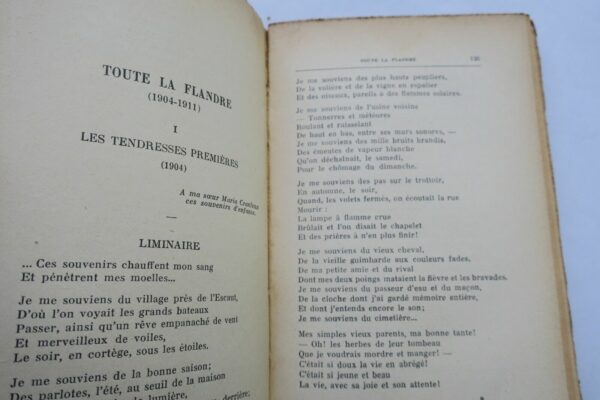 TOUTE LA FLANDRE
(1904-1911)
I
LES TENDRESSES PREMIÈRES
(1904)
A ma sœur Maria
ces souvenirs d'enfance.
LIMINAIRE
...Ces souvenirs chauffent mon sang
Et pénètrent mes moelles...
Je me souviens du village près de l'Escaut,
D'où l'on voyait les grands bateaux
Passer, ainsi qu'un rêve empanaché de vent
Et merveilleux de voiles,
Le soir, en cortège, sous les étoiles.
Je me souviens de la bonne saison;
Des parlotes, l'été, au seuil de la maison
de lumière,
derrière;
TOUTE LA FLANDRE
Je me souviens des plus hauts peupliers,
De la volière et de la vigne en espalier
Et des oiseaux, pareils à des flammes solaires.
Je me souviens de l'usine voisine
— Tonnerres et météores
Roulant et ruisselant
De haut en bas, entre ses murs sonores, —
Je me souviens des mille bruits brandis,
Des émeutes de vapeur blanche
Qu'on déchaînait, le samedi,
Pour le chômage du dimanche.
Je me souviens des pas sur le trottoir,
En automne, le soir,
Quand, les volets fermés, on écoutait la rue
Mourir :
La lampe à flamme crue
Brûlait et l'on disait le chapelet
Et des prières à n'en plus finir!
Je me souviens du vieux cheval,
De la vieille guimbarde aux couleurs fades,
De ma petite amie et du rival
Dont mes deux poings mataient la fièvre et les bravades.
Je me souviens du passeur d'eau et du maçon,
De la cloche dont j'ai gardé mémoire entière,
Et dont j'entends encore le son;
Je me souviens du cimetière...
Mes simples vieux parents, ma bonne tante!
— Oh! les herbes de leur tombeau
Que je voudrais mordre et manger! —
C'était si doux la vie en abrégé!
C'était si jeune et beau
La vie, avec sa joie et son attente!